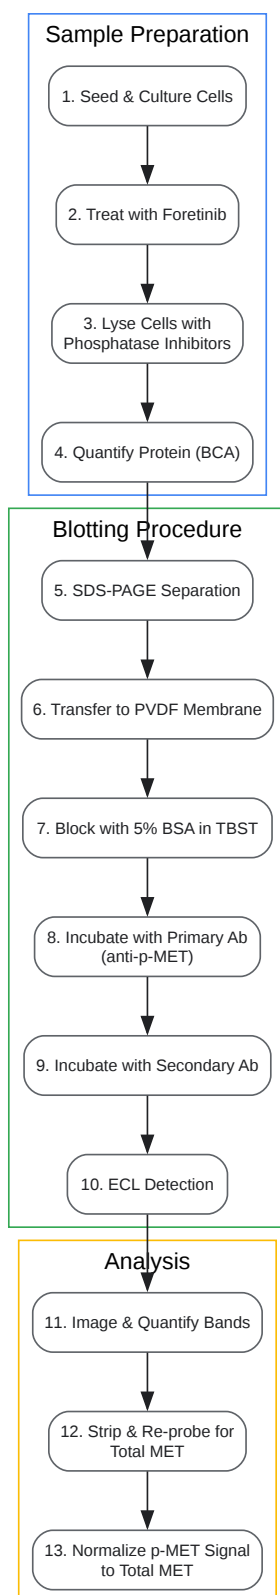 Sample Preparation
1. Seed & Culture Cells
2. Treat with Foretinib
3. Lyse Cells with
Phosphatase Inhibitors
4. Quantify Protein (BCA)
Blotting Procedure
5. SDS-PAGE Separation
6. Transfer to PVDF Membrane
7. Block with 5% BSA in TBST
8. Incubate with Primary Ab
(anti-p-MET)
9. Incubate with Secondary Ab
10. ECL Detection
Analysis
11. Image & Quantify Bands
12. Strip & Re-probe for
Total MET
13. Normalize p-MET Signal
to Total MET